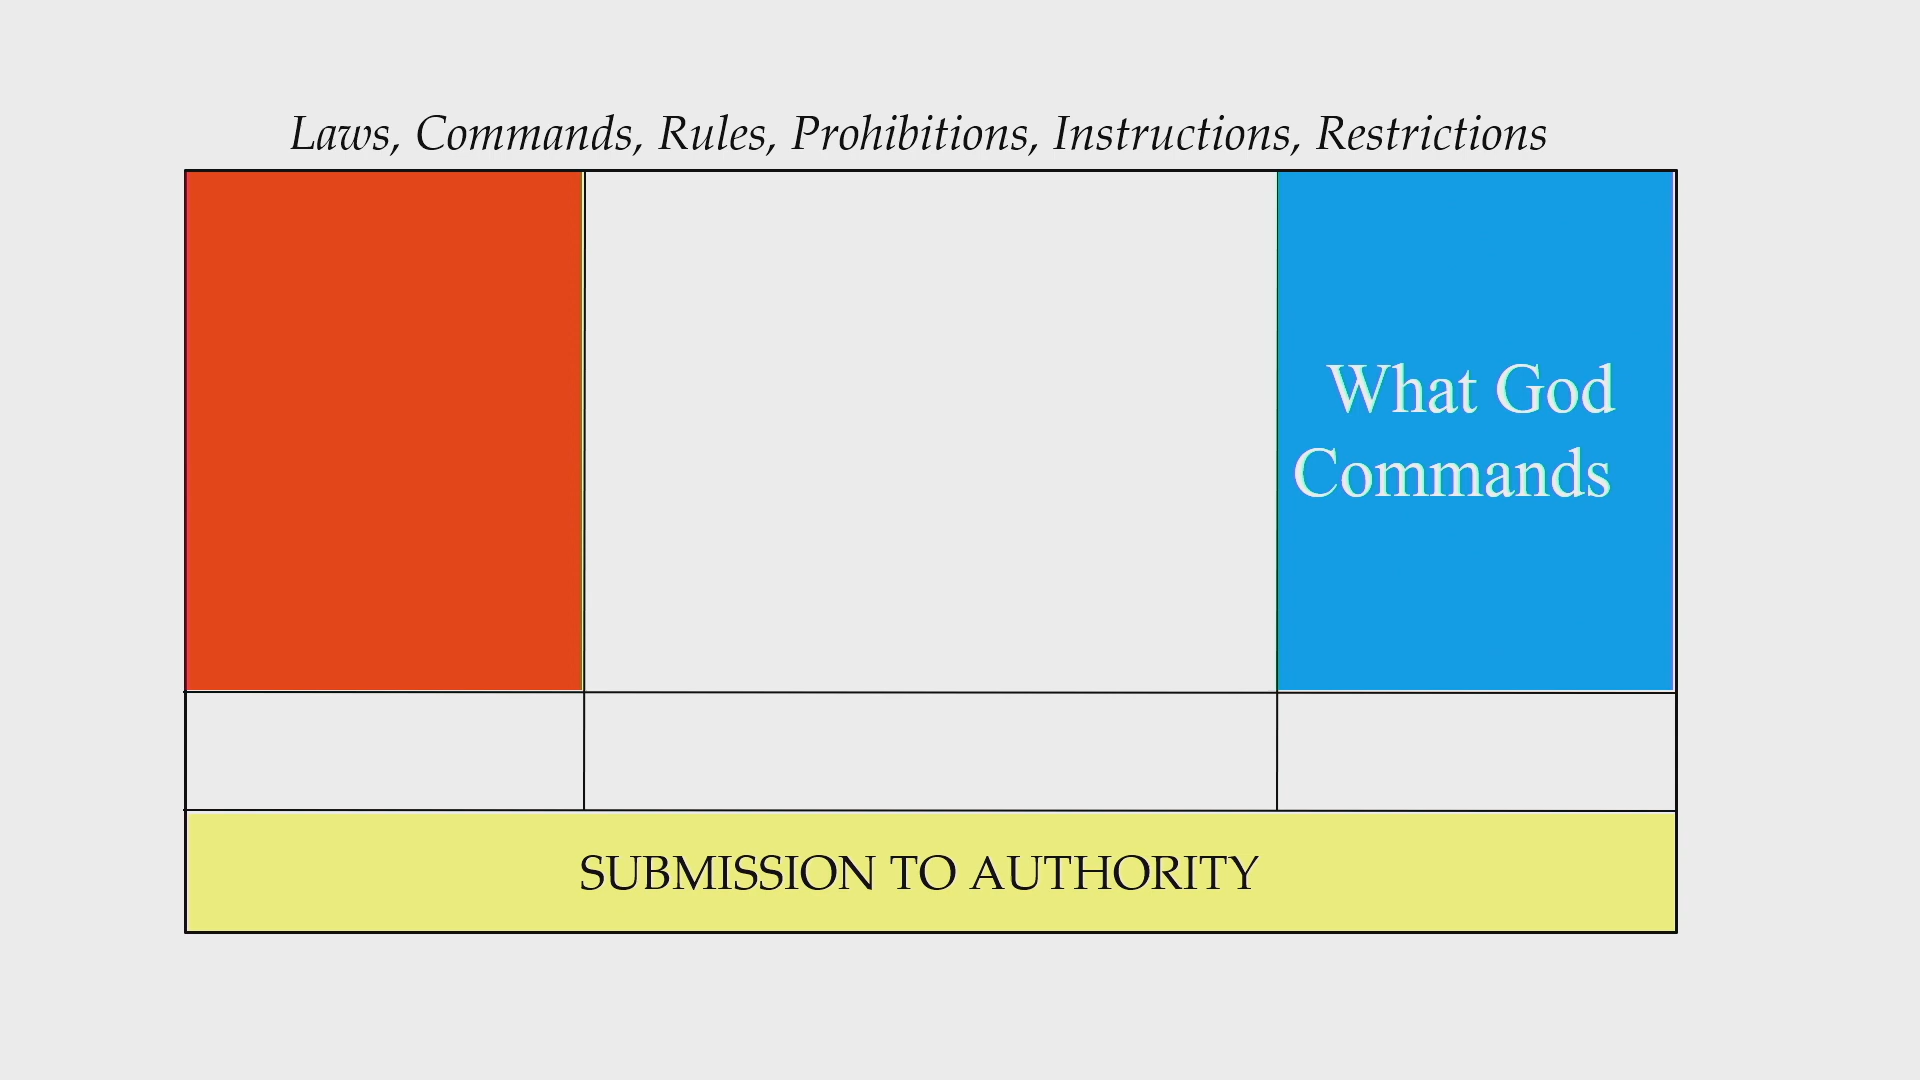 Laws, Commands, Rules, Prohibitions, Instructions, Restrictions
What God
Commands
SUBMISSION TO AUTHORITY